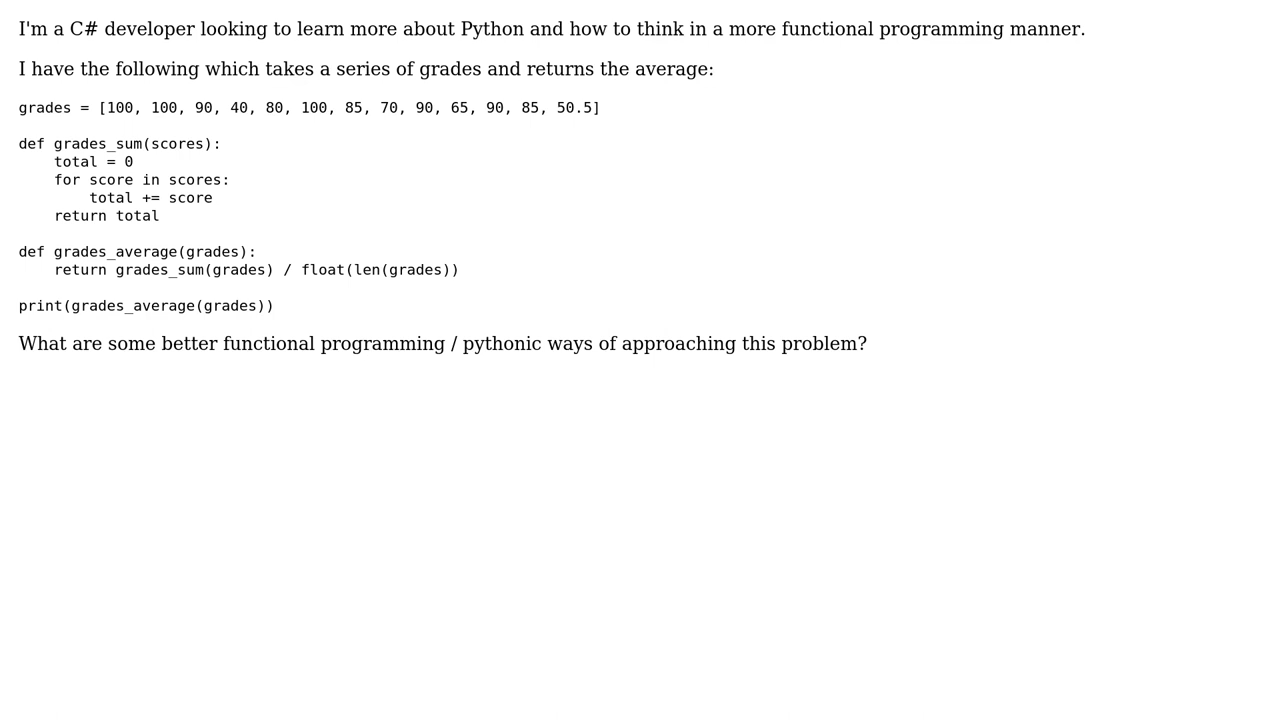 I'm a C# developer looking to learn more about Python and how to think in a more functional programming manner.
I have the following which takes a series of grades and returns the average:
grades = [100, 100, 90, 40, 80, 100, 85, 70, 90, 65, 90, 85, 50.5]
def grades_sum(scores):
    total = 0
    for score in scores:
        total += score
    return total
def grades_average(grades):
    return grades_sum(grades) / float(len(grades))
print(grades_average(grades))
What are some better functional programming / pythonic ways of approaching this problem?